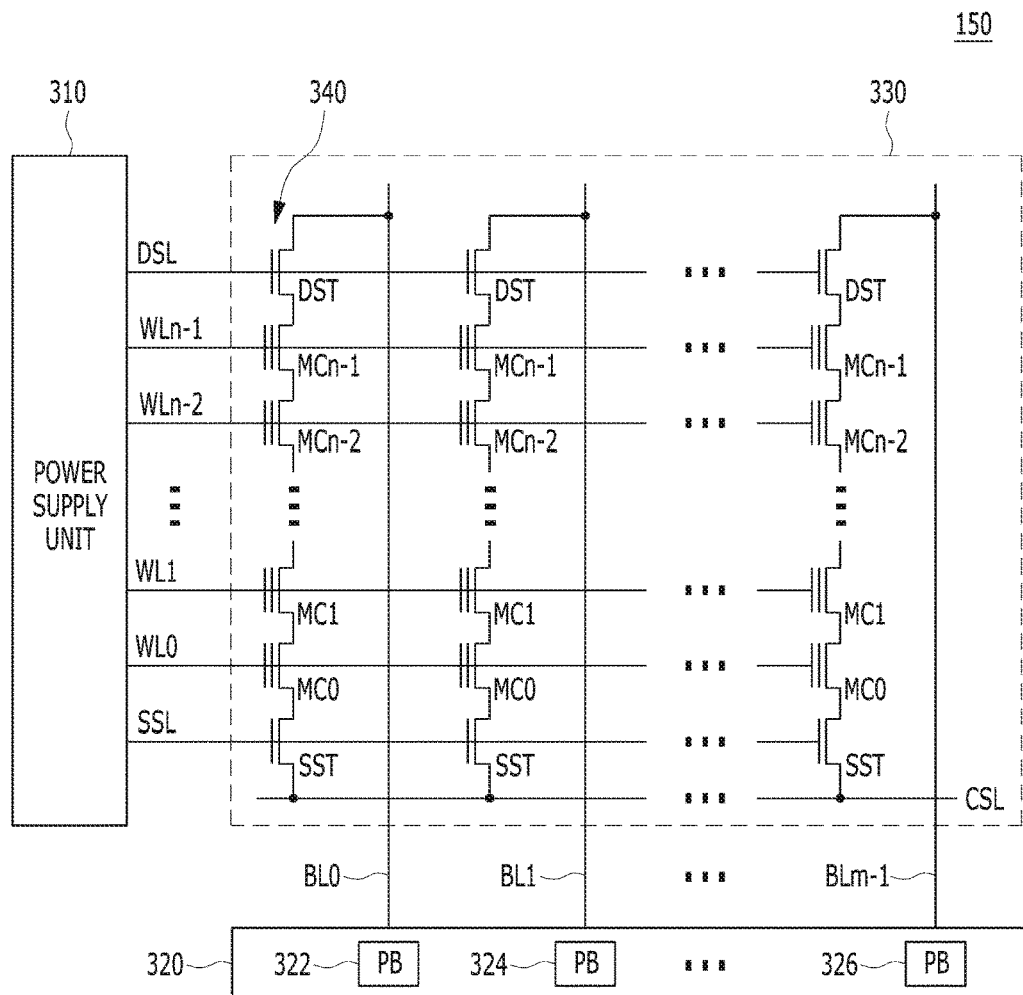 150
310
340
330
DSL
DST DST DST
WLn-1
MCn-1 MCn-1 MCn-1
WLn-2
MCn-2 MCn-2 MCn-2
POWER
SUPPLY
UNIT
WL1
MC1 MC1 MC1
WL0
MC0 MC0 MC0
SSL
SST SST SST
CSL
BL0 BL1 BLm-1
320 322 PB 324 PB 326 PB